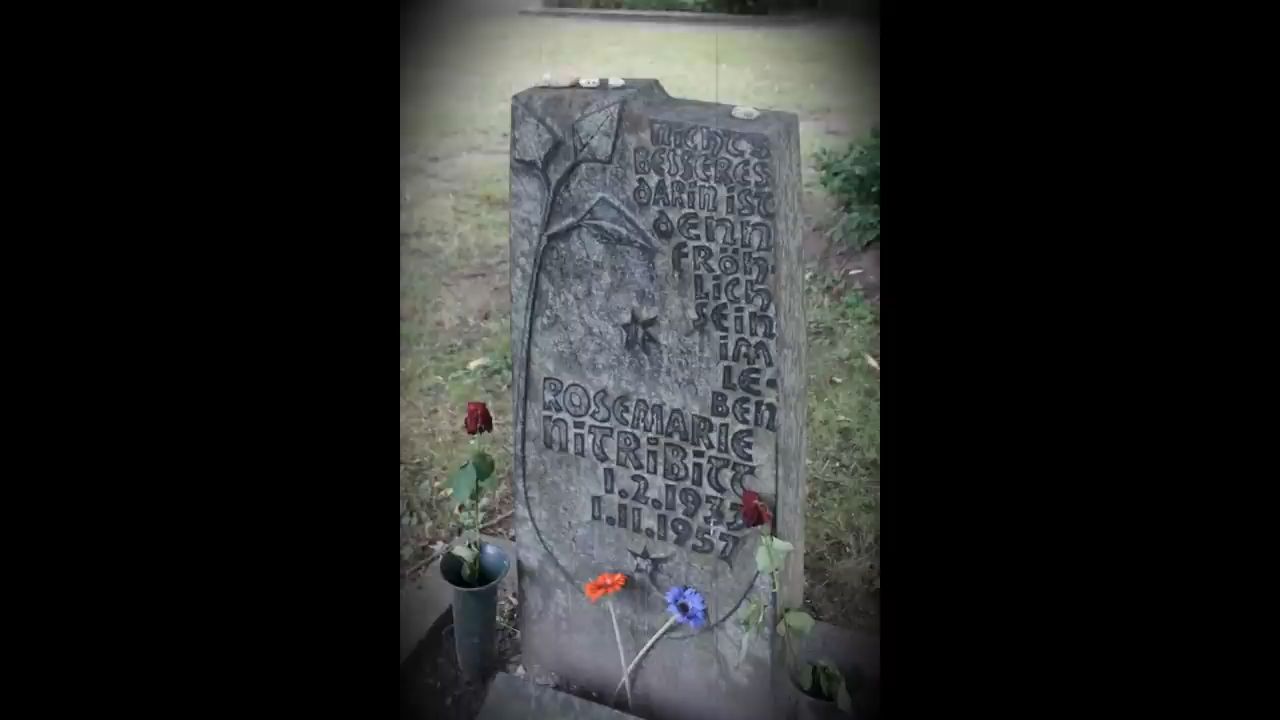 NICHTS
BESSERES
DARIN IST
DENN
FRÖH-
LICH
SEIN
IM
LE-
BEN
ROSEMARIE
NITRIBITT
1.2.1933
1.11.1957